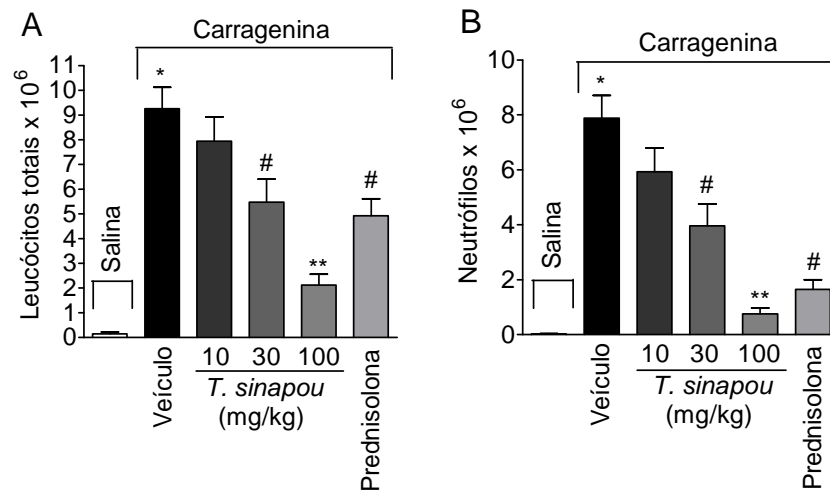 A
Carragenina
Leucócitos totais x 10^6
11
10
9
8
7
6
5
4
3
2
1
0
*
#
**
#
Salina
Veículo
10 30 100
T. sinapou
(mg/kg)
Prednisolona
B
Carragenina
Neutrófilos x 10^6
10
8
6
4
2
0
*
#
**
#
Salina
Veículo
10 30 100
T. sinapou
(mg/kg)
Prednisolona